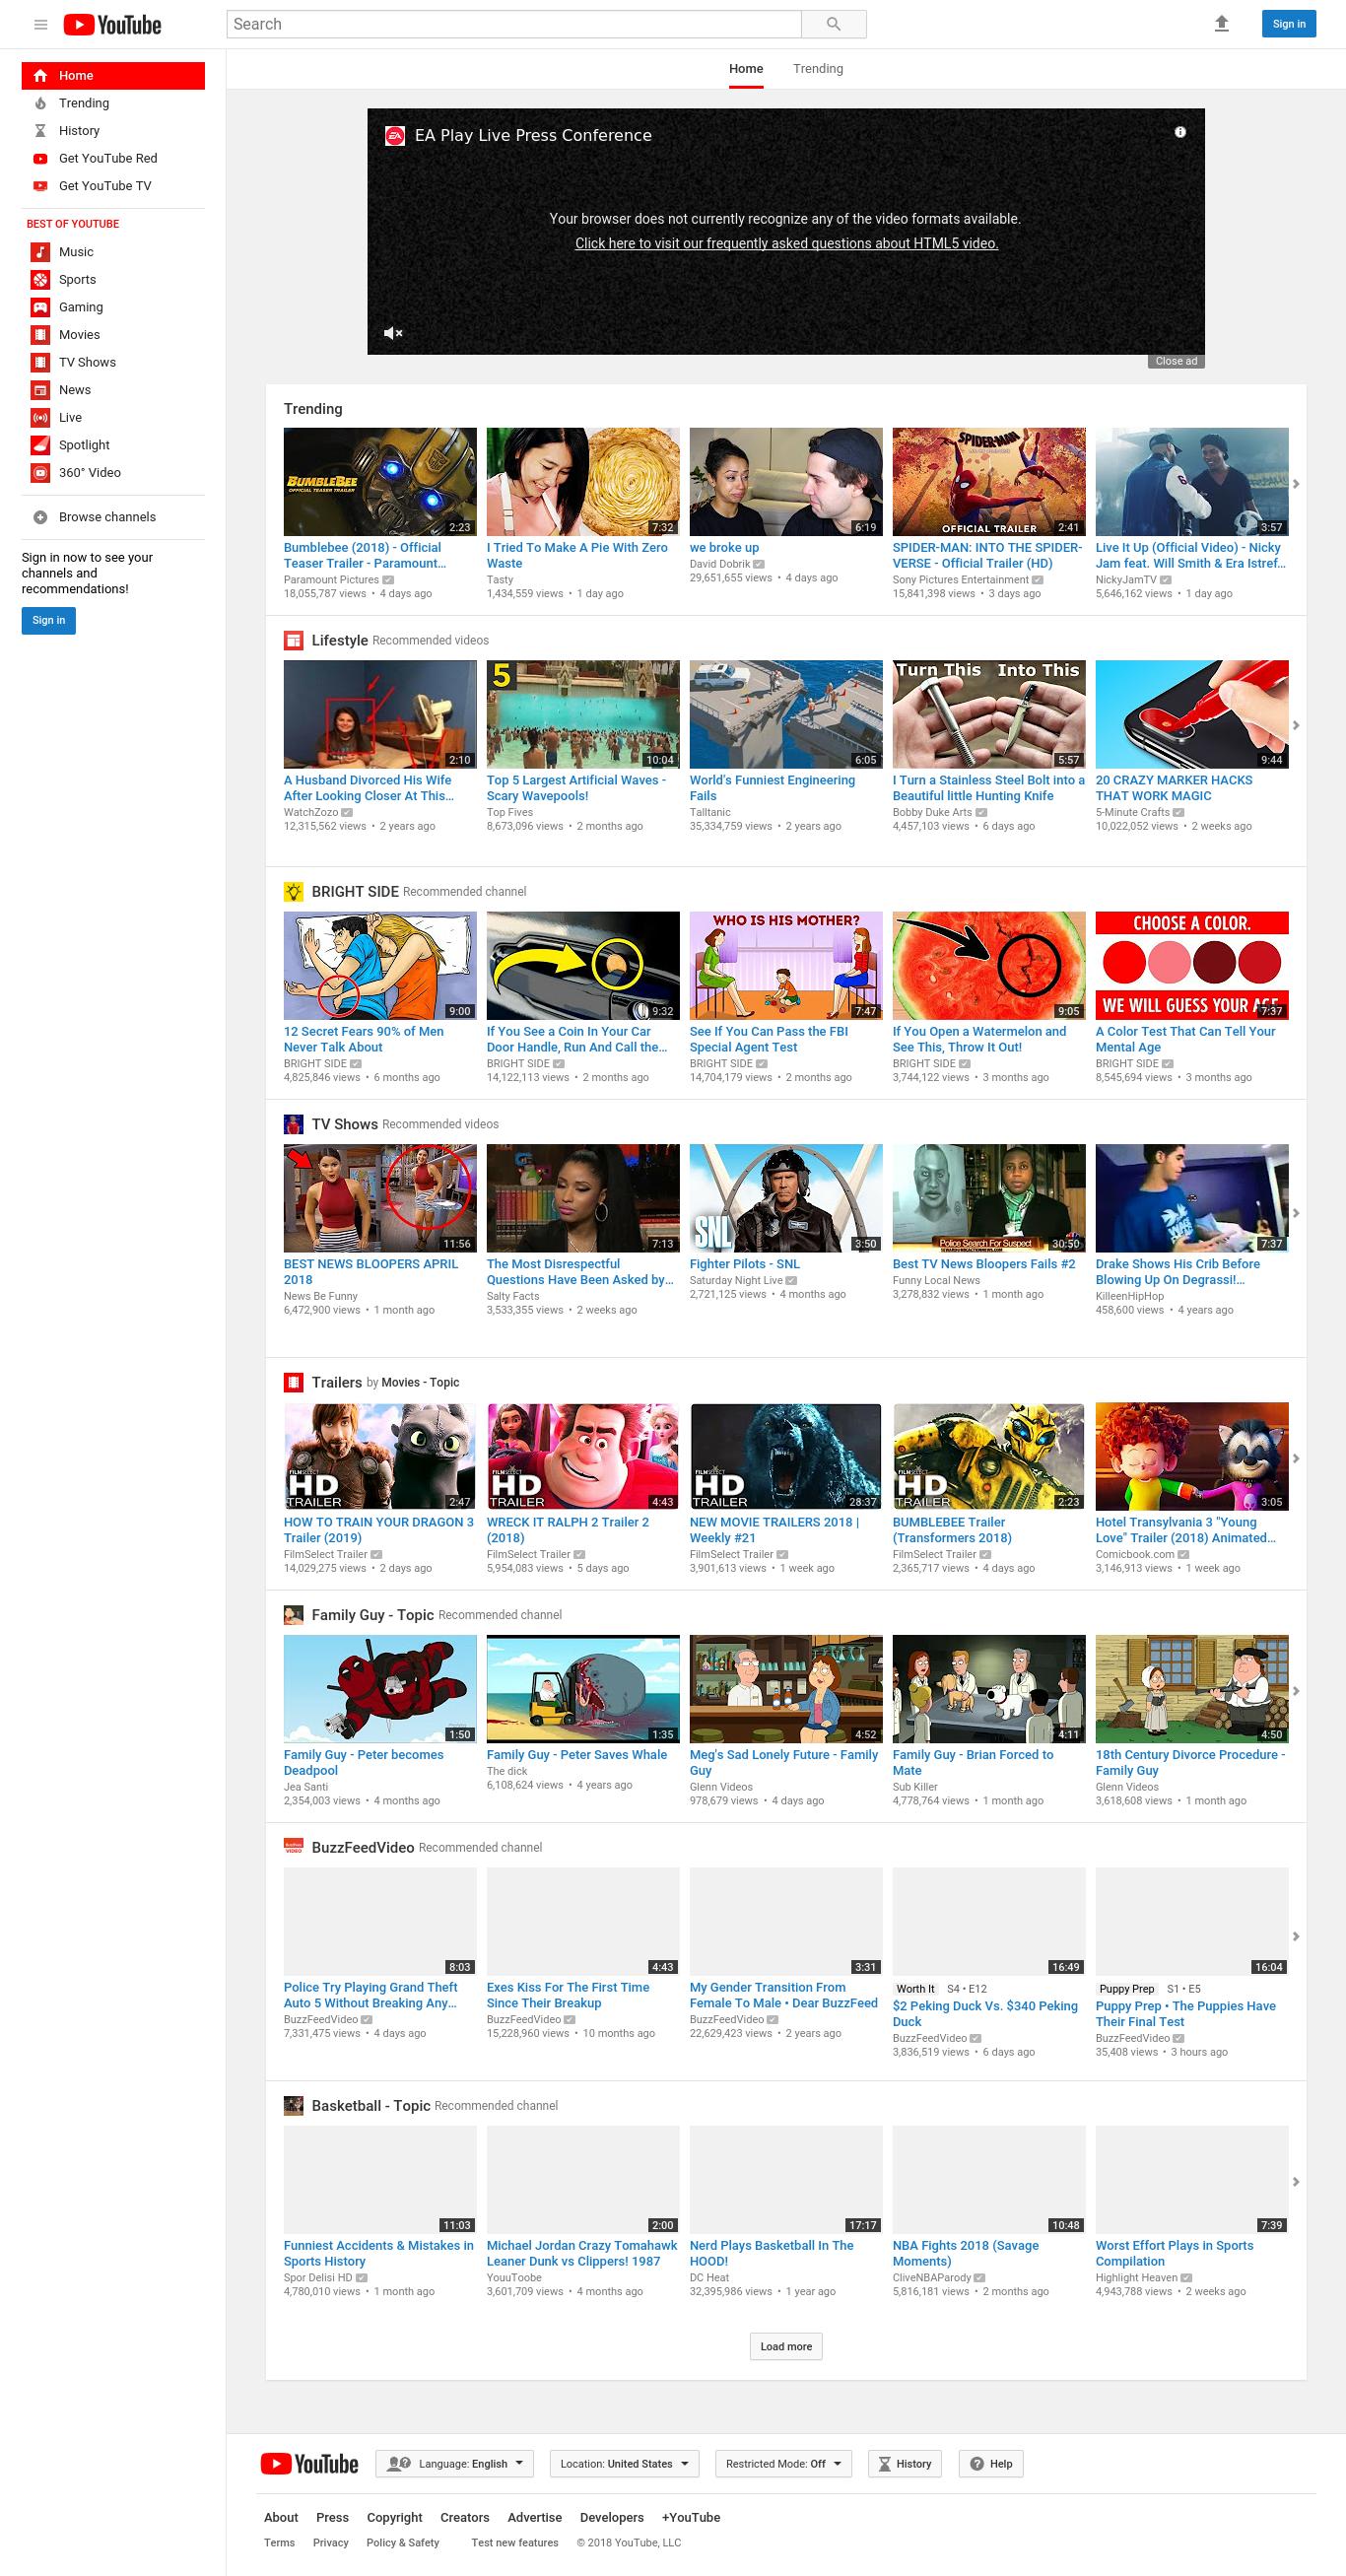 YouTube
Search
Sign in
Home
Trending
History
Get YouTube Red
Get YouTube TV
BEST OF YOUTUBE
Music
Sports
Gaming
Movies
TV Shows
News
Live
Spotlight
360° Video
Browse channels
Sign in now to see your
channels and
recommendations!
Sign in
Home Trending
EA Play Live Press Conference
Your browser does not currently recognize any of the video formats available.
Click here to visit our frequently asked questions about HTML5 video.
Close ad
Trending
BUMBLEBEE
OFFICIAL TEASER TRAILER
2:23
Bumblebee (2018) - Official
Teaser Trailer - Paramount...
Paramount Pictures
18,055,787 views • 4 days ago
7:32
I Tried To Make A Pie With Zero
Waste
Tasty
1,434,559 views • 1 day ago
6:19
we broke up
David Dobrik
29,651,655 views • 4 days ago
SPIDER-MAN
OFFICIAL TRAILER
2:41
SPIDER-MAN: INTO THE SPIDER-
VERSE - Official Trailer (HD)
Sony Pictures Entertainment
15,841,398 views • 3 days ago
3:57
Live It Up (Official Video) - Nicky
Jam feat. Will Smith & Era Istref...
NickyJamTV
5,646,162 views • 1 day ago
Lifestyle Recommended videos
2:10
A Husband Divorced His Wife
After Looking Closer At This...
WatchZozo
12,315,562 views • 2 years ago
5
10:04
Top 5 Largest Artificial Waves -
Scary Wavepools!
Top Fives
8,673,096 views • 2 months ago
6:05
World's Funniest Engineering
Fails
Talltanic
35,334,759 views • 2 years ago
Turn This Into This
5:57
I Turn a Stainless Steel Bolt into a
Beautiful little Hunting Knife
Bobby Duke Arts
4,457,103 views • 6 days ago
9:44
20 CRAZY MARKER HACKS
THAT WORK MAGIC
5-Minute Crafts
10,022,052 views • 2 weeks ago
BRIGHT SIDE Recommended channel
9:00
12 Secret Fears 90% of Men
Never Talk About
BRIGHT SIDE
4,825,846 views • 6 months ago
9:32
If You See a Coin In Your Car
Door Handle, Run And Call the...
BRIGHT SIDE
14,122,113 views • 2 months ago
WHO IS HIS MOTHER?
7:47
See If You Can Pass the FBI
Special Agent Test
BRIGHT SIDE
14,704,179 views • 2 months ago
9:05
If You Open a Watermelon and
See This, Throw It Out!
BRIGHT SIDE
3,744,122 views • 3 months ago
CHOOSE A COLOR.
WE WILL GUESS YOUR AGE
7:37
A Color Test That Can Tell Your
Mental Age
BRIGHT SIDE
8,545,694 views • 3 months ago
TV Shows Recommended videos
11:56
BEST NEWS BLOOPERS APRIL
2018
News Be Funny
6,472,900 views • 1 month ago
7:13
The Most Disrespectful
Questions Have Been Asked by...
Salty Facts
3,533,355 views • 2 weeks ago
SNL
3:50
Fighter Pilots - SNL
Saturday Night Live
2,721,125 views • 4 months ago
Police Search For Suspect
30:50
Best TV News Bloopers Fails #2
Funny Local News
3,278,832 views • 1 month ago
7:37
Drake Shows His Crib Before
Blowing Up On Degrassi!...
KilleenHipHop
458,600 views • 4 years ago
Trailers by Movies - Topic
FILMSELECT
HD
TRAILER
2:47
HOW TO TRAIN YOUR DRAGON 3
Trailer (2019)
FilmSelect Trailer
14,029,275 views • 2 days ago
FILMSELECT
HD
TRAILER
4:43
WRECK IT RALPH 2 Trailer 2
(2018)
FilmSelect Trailer
5,954,083 views • 5 days ago
FILMSELECT
HD
TRAILER
28:37
NEW MOVIE TRAILERS 2018 |
Weekly #21
FilmSelect Trailer
3,901,613 views • 1 week ago
FILMSELECT
HD
TRAILER
2:23
BUMBLEBEE Trailer
(Transformers 2018)
FilmSelect Trailer
2,365,717 views • 4 days ago
3:05
Hotel Transylvania 3 "Young
Love" Trailer (2018) Animated...
Comicbook.com
3,146,913 views • 1 week ago
Family Guy - Topic Recommended channel
1:50
Family Guy - Peter becomes
Deadpool
Jea Santi
2,354,003 views • 4 months ago
1:35
Family Guy - Peter Saves Whale
The dick
6,108,624 views • 4 years ago
4:52
Meg's Sad Lonely Future - Family
Guy
Glenn Videos
978,679 views • 4 days ago
4:11
Family Guy - Brian Forced to
Mate
Sub Killer
4,778,764 views • 1 month ago
4:50
18th Century Divorce Procedure -
Family Guy
Glenn Videos
3,618,608 views • 1 month ago
BuzzFeedVideo Recommended channel
8:03
Police Try Playing Grand Theft
Auto 5 Without Breaking Any...
BuzzFeedVideo
7,331,475 views • 4 days ago
4:43
Exes Kiss For The First Time
Since Their Breakup
BuzzFeedVideo
15,228,960 views • 10 months ago
3:31
My Gender Transition From
Female To Male • Dear BuzzFeed
BuzzFeedVideo
22,629,423 views • 2 years ago
16:49
Worth It S4 • E12
$2 Peking Duck Vs. $340 Peking
Duck
BuzzFeedVideo
3,836,519 views • 6 days ago
16:04
Puppy Prep S1 • E5
Puppy Prep • The Puppies Have
Their Final Test
BuzzFeedVideo
35,408 views • 3 hours ago
Basketball - Topic Recommended channel
11:03
Funniest Accidents & Mistakes in
Sports History
Spor Delisi HD
4,780,010 views • 1 month ago
2:00
Michael Jordan Crazy Tomahawk
Leaner Dunk vs Clippers! 1987
YouuToobe
3,601,709 views • 4 months ago
17:17
Nerd Plays Basketball In The
HOOD!
DC Heat
32,395,986 views • 1 year ago
10:48
NBA Fights 2018 (Savage
Moments)
CliveNBAParody
5,816,181 views • 2 months ago
7:39
Worst Effort Plays in Sports
Compilation
Highlight Heaven
4,943,788 views • 2 weeks ago
Load more
YouTube Language: English Location: United States Restricted Mode: Off History Help
About Press Copyright Creators Advertise Developers +YouTube
Terms Privacy Policy & Safety Test new features © 2018 YouTube, LLC